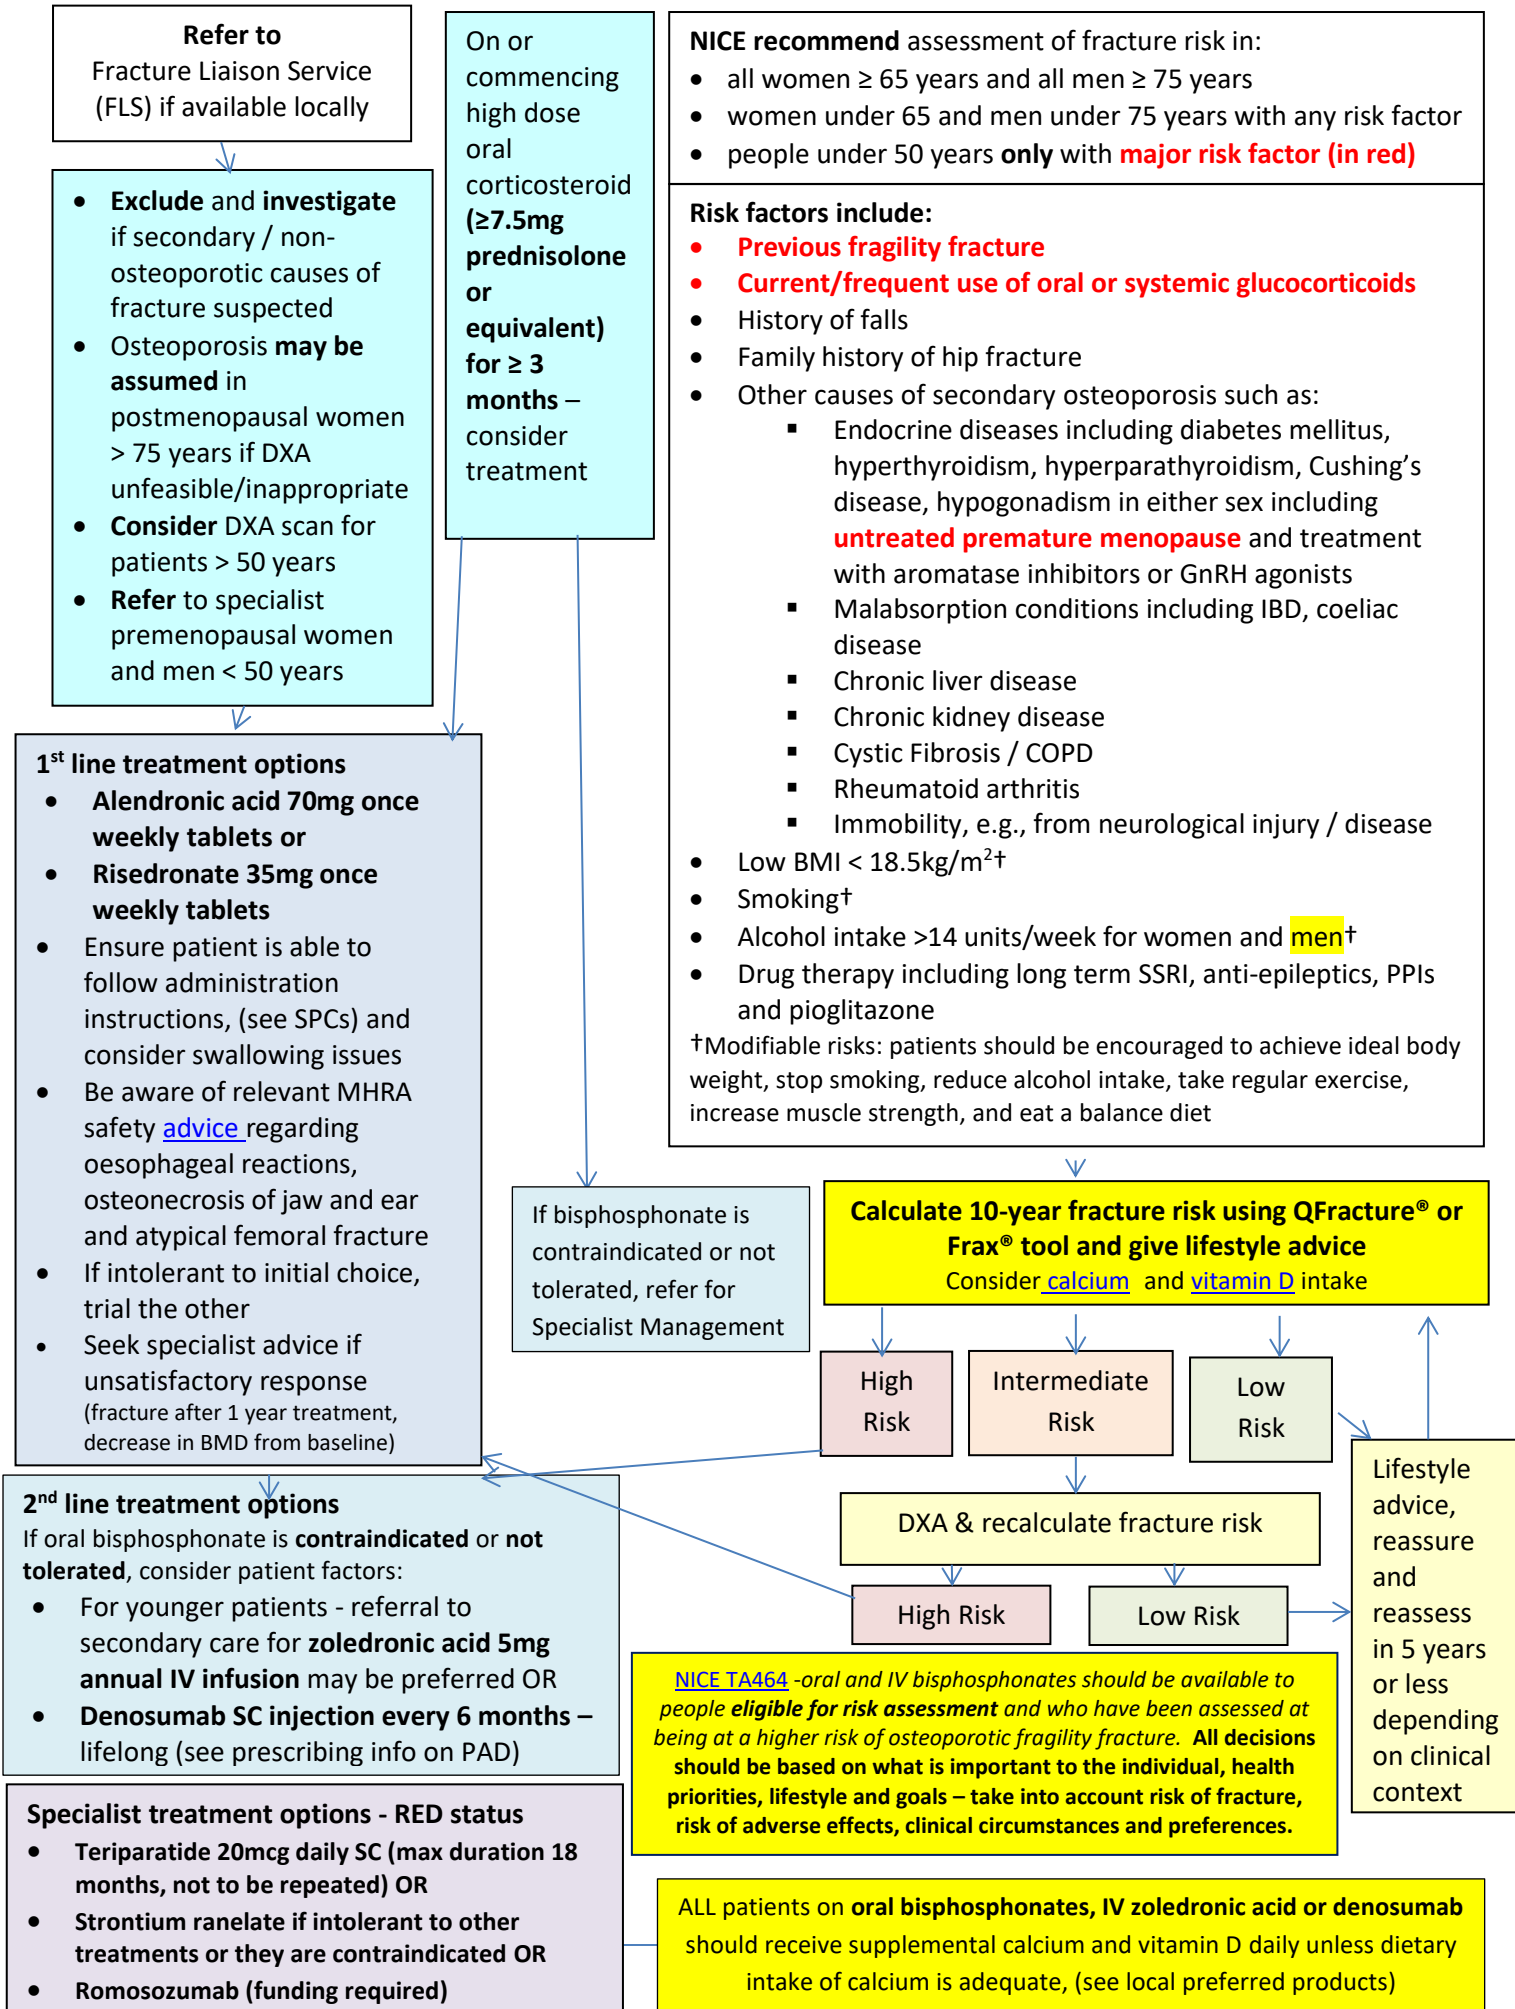 Refer to
Fracture Liaison Service
(FLS) if available locally
• Exclude and investigate
if secondary / non-
osteoporotic causes of
fracture suspected
• Osteoporosis may be
assumed in
postmenopausal women
> 75 years if DXA
unfeasible/inappropriate
• Consider DXA scan for
patients > 50 years
• Refer to specialist
premenopausal women
and men < 50 years
On or
commencing
high dose
oral
corticosteroid
(≥7.5mg
prednisolone
or
equivalent)
for ≥ 3
months –
consider
treatment
NICE recommend assessment of fracture risk in:
• all women ≥ 65 years and all men ≥ 75 years
• women under 65 and men under 75 years with any risk factor
• people under 50 years only with major risk factor (in red)
Risk factors include:
• Previous fragility fracture
• Current/frequent use of oral or systemic glucocorticoids
• History of falls
• Family history of hip fracture
• Other causes of secondary osteoporosis such as:
▪ Endocrine diseases including diabetes mellitus,
hyperthyroidism, hyperparathyroidism, Cushing’s
disease, hypogonadism in either sex including
untreated premature menopause and treatment
with aromatase inhibitors or GnRH agonists
▪ Malabsorption conditions including IBD, coeliac
disease
▪ Chronic liver disease
▪ Chronic kidney disease
▪ Cystic Fibrosis / COPD
▪ Rheumatoid arthritis
▪ Immobility, e.g., from neurological injury / disease
• Low BMI < 18.5kg/m²†
• Smoking†
• Alcohol intake >14 units/week for women and men†
• Drug therapy including long term SSRI, anti-epileptics, PPIs
and pioglitazone
†Modifiable risks: patients should be encouraged to achieve ideal body
weight, stop smoking, reduce alcohol intake, take regular exercise,
increase muscle strength, and eat a balance diet
1st line treatment options
• Alendronic acid 70mg once
weekly tablets or
• Risedronate 35mg once
weekly tablets
• Ensure patient is able to
follow administration
instructions, (see SPCs) and
consider swallowing issues
• Be aware of relevant MHRA
safety advice regarding
oesophageal reactions,
osteonecrosis of jaw and ear
and atypical femoral fracture
• If intolerant to initial choice,
trial the other
• Seek specialist advice if
unsatisfactory response
(fracture after 1 year treatment,
decrease in BMD from baseline)
If bisphosphonate is
contraindicated or not
tolerated, refer for
Specialist Management
Calculate 10-year fracture risk using QFracture® or
Frax® tool and give lifestyle advice
Consider calcium and vitamin D intake
High
Risk
Intermediate
Risk
Low
Risk
DXA & recalculate fracture risk
High Risk
Low Risk
Lifestyle
advice,
reassure
and
reassess
in 5 years
or less
depending
on clinical
context
2nd line treatment options
If oral bisphosphonate is contraindicated or not
tolerated, consider patient factors:
• For younger patients - referral to
secondary care for zoledronic acid 5mg
annual IV infusion may be preferred OR
• Denosumab SC injection every 6 months –
lifelong (see prescribing info on PAD)
NICE TA464 -oral and IV bisphosphonates should be available to
people eligible for risk assessment and who have been assessed at
being at a higher risk of osteoporotic fragility fracture. All decisions
should be based on what is important to the individual, health
priorities, lifestyle and goals – take into account risk of fracture,
risk of adverse effects, clinical circumstances and preferences.
Specialist treatment options - RED status
• Teriparatide 20mcg daily SC (max duration 18
months, not to be repeated) OR
• Strontium ranelate if intolerant to other
treatments or they are contraindicated OR
• Romosozumab (funding required)
ALL patients on oral bisphosphonates, IV zoledronic acid or denosumab
should receive supplemental calcium and vitamin D daily unless dietary
intake of calcium is adequate, (see local preferred products)